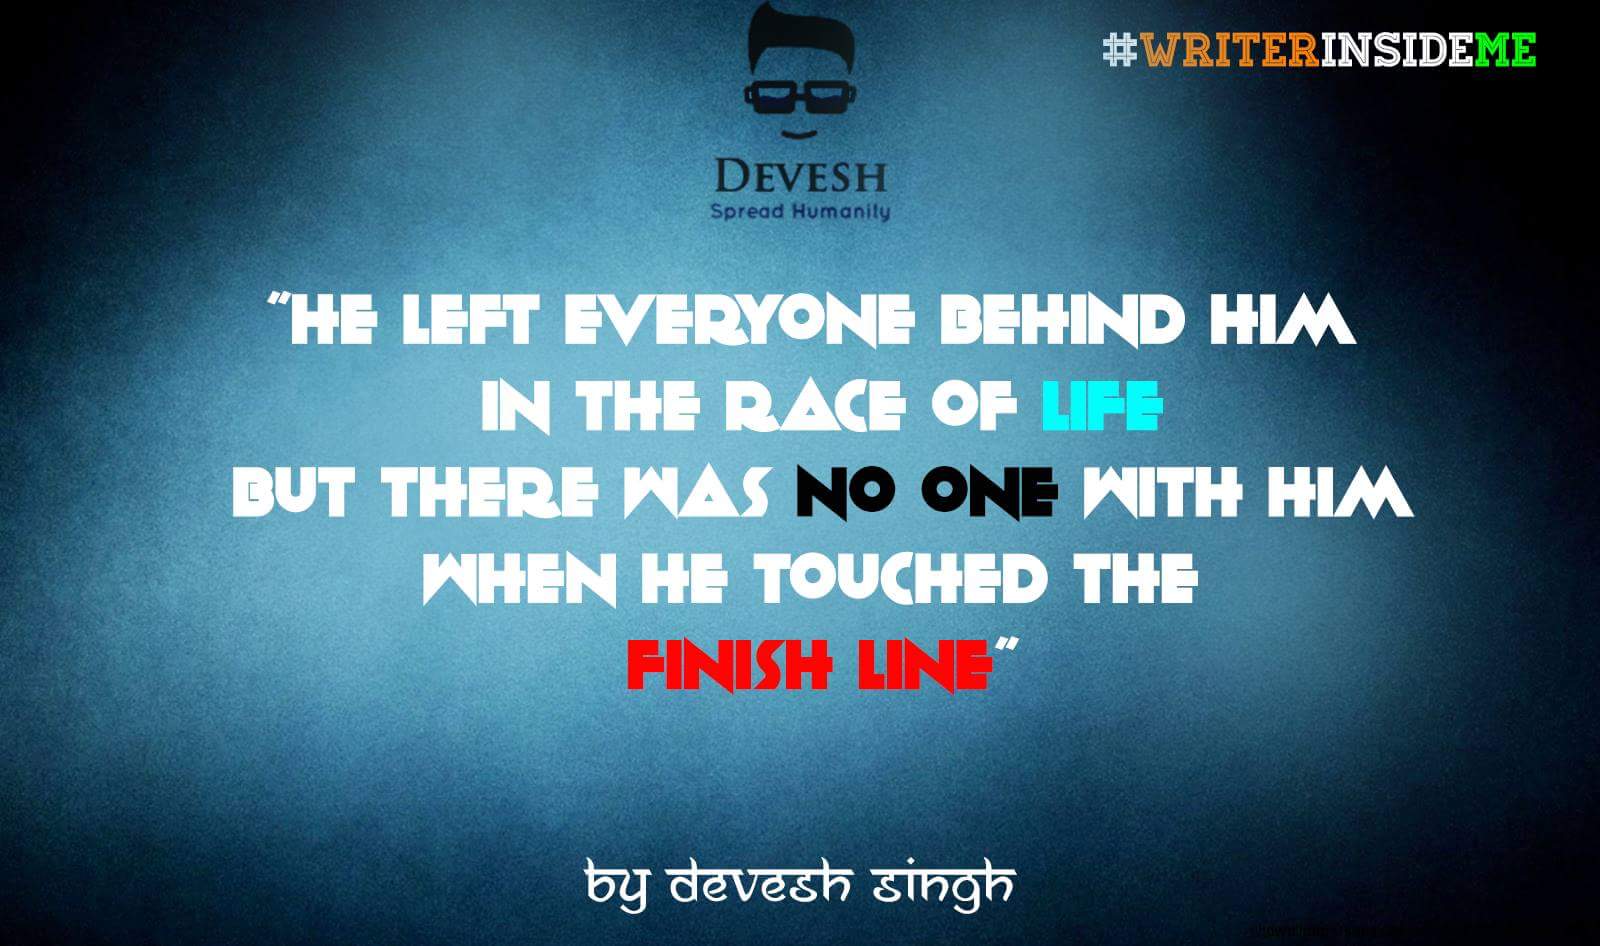 #WRITERINSIDEME
DEVESH
Spread Humanity
"HE LEFT EVERYONE BEHIND HIM
IN THE RACE OF LIFE
BUT THERE WAS NO ONE WITH HIM
WHEN HE TOUCHED THE
FINISH LINE"
by devesh singh